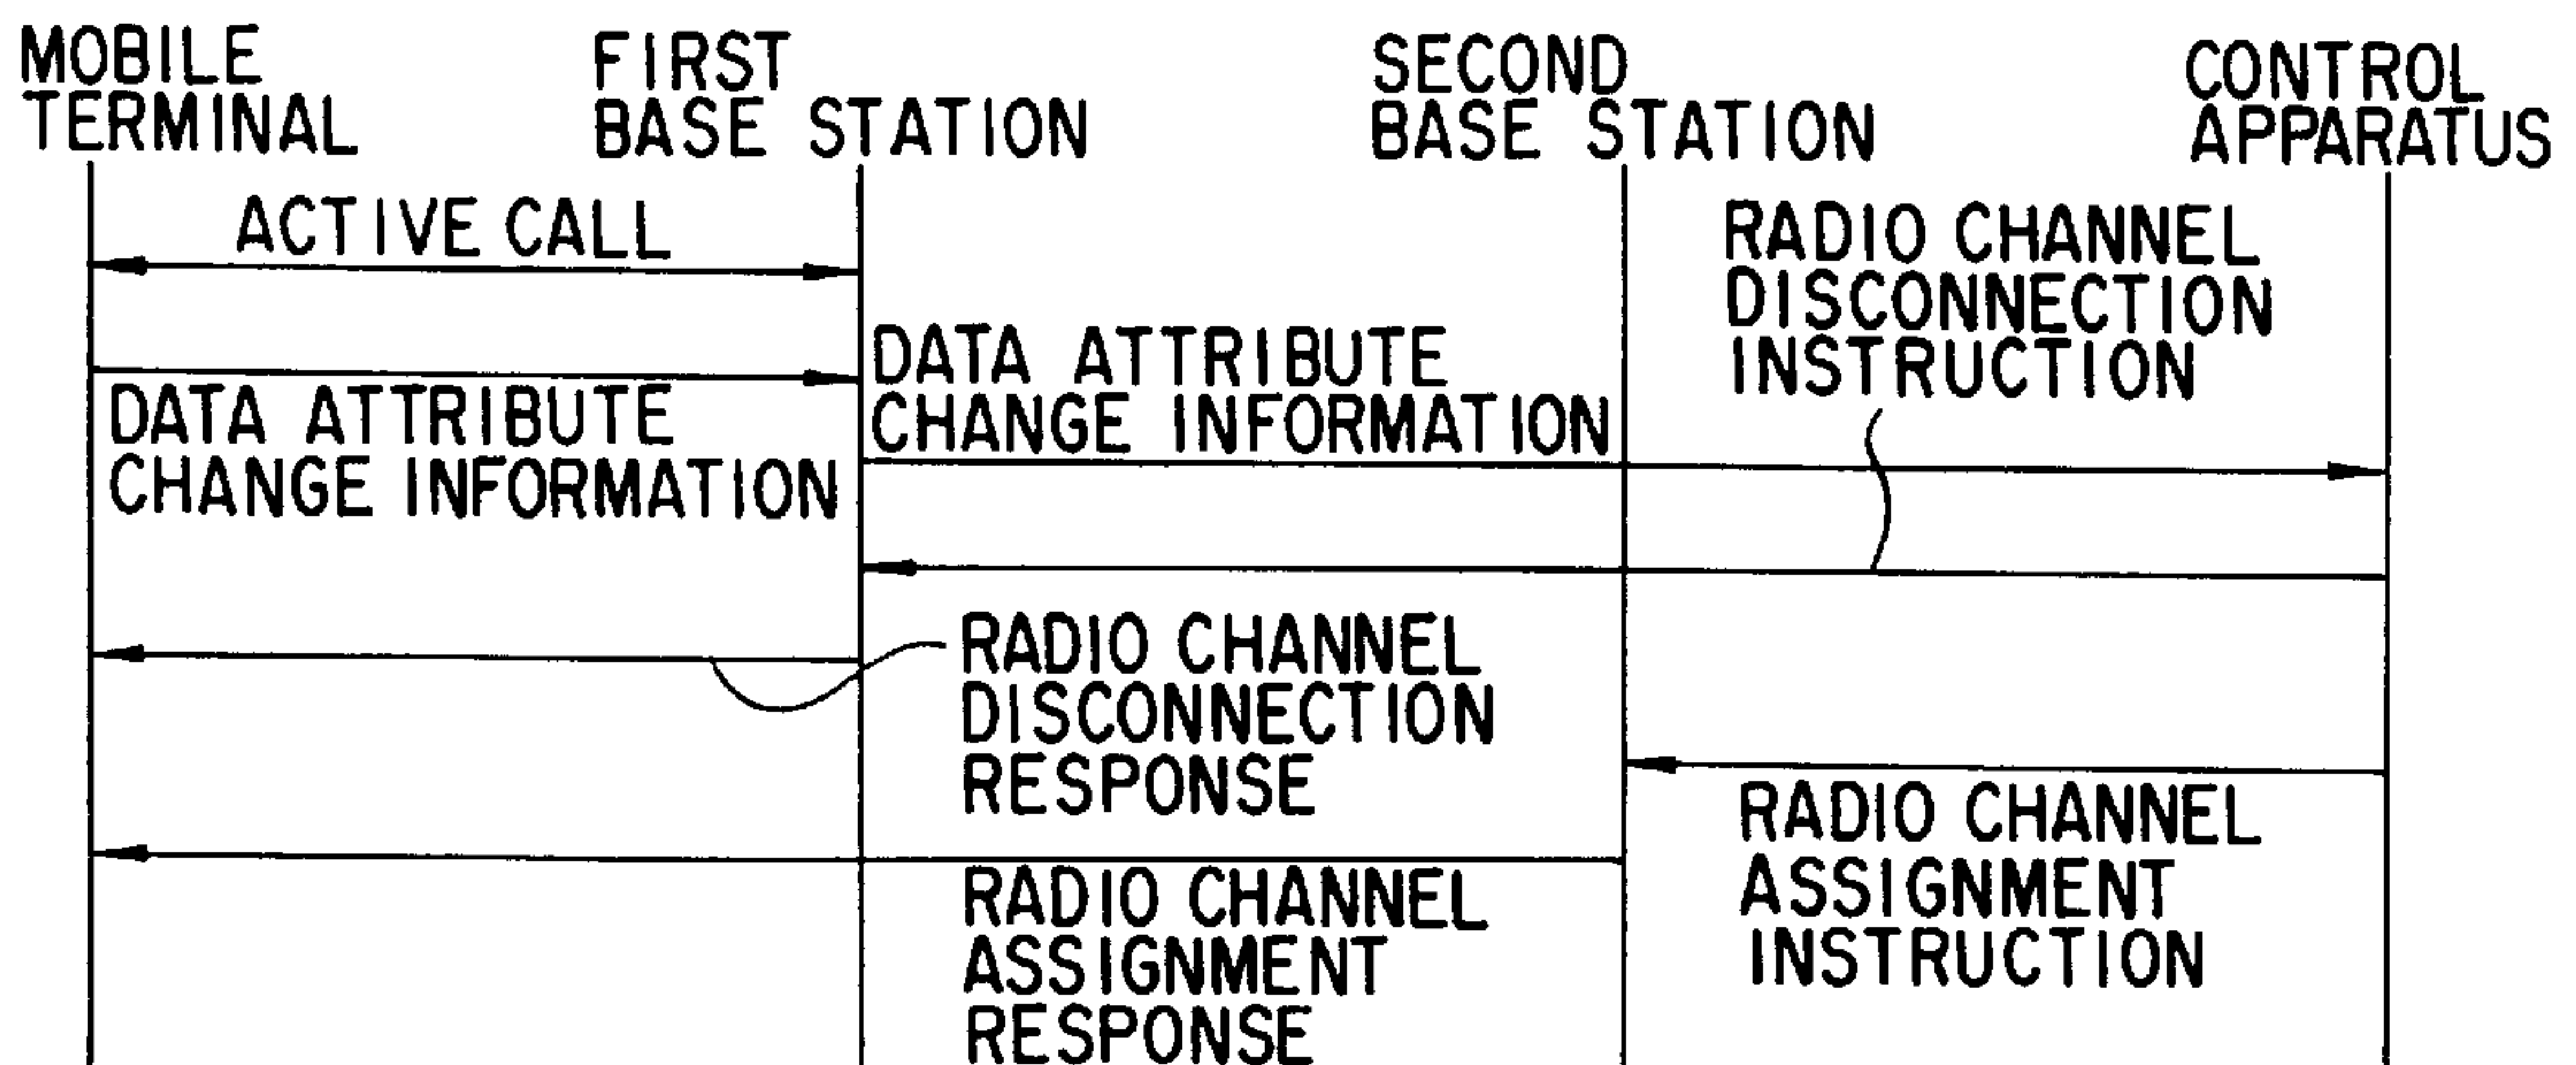 MOBILE
TERMINAL
FIRST
BASE STATION
SECOND
BASE STATION
CONTROL
APPARATUS
ACTIVE CALL
RADIO CHANNEL
DISCONNECTION
INSTRUCTION
DATA ATTRIBUTE
CHANGE INFORMATION
DATA ATTRIBUTE
CHANGE INFORMATION
RADIO CHANNEL
DISCONNECTION
RESPONSE
RADIO CHANNEL
ASSIGNMENT
INSTRUCTION
RADIO CHANNEL
ASSIGNMENT
RESPONSE